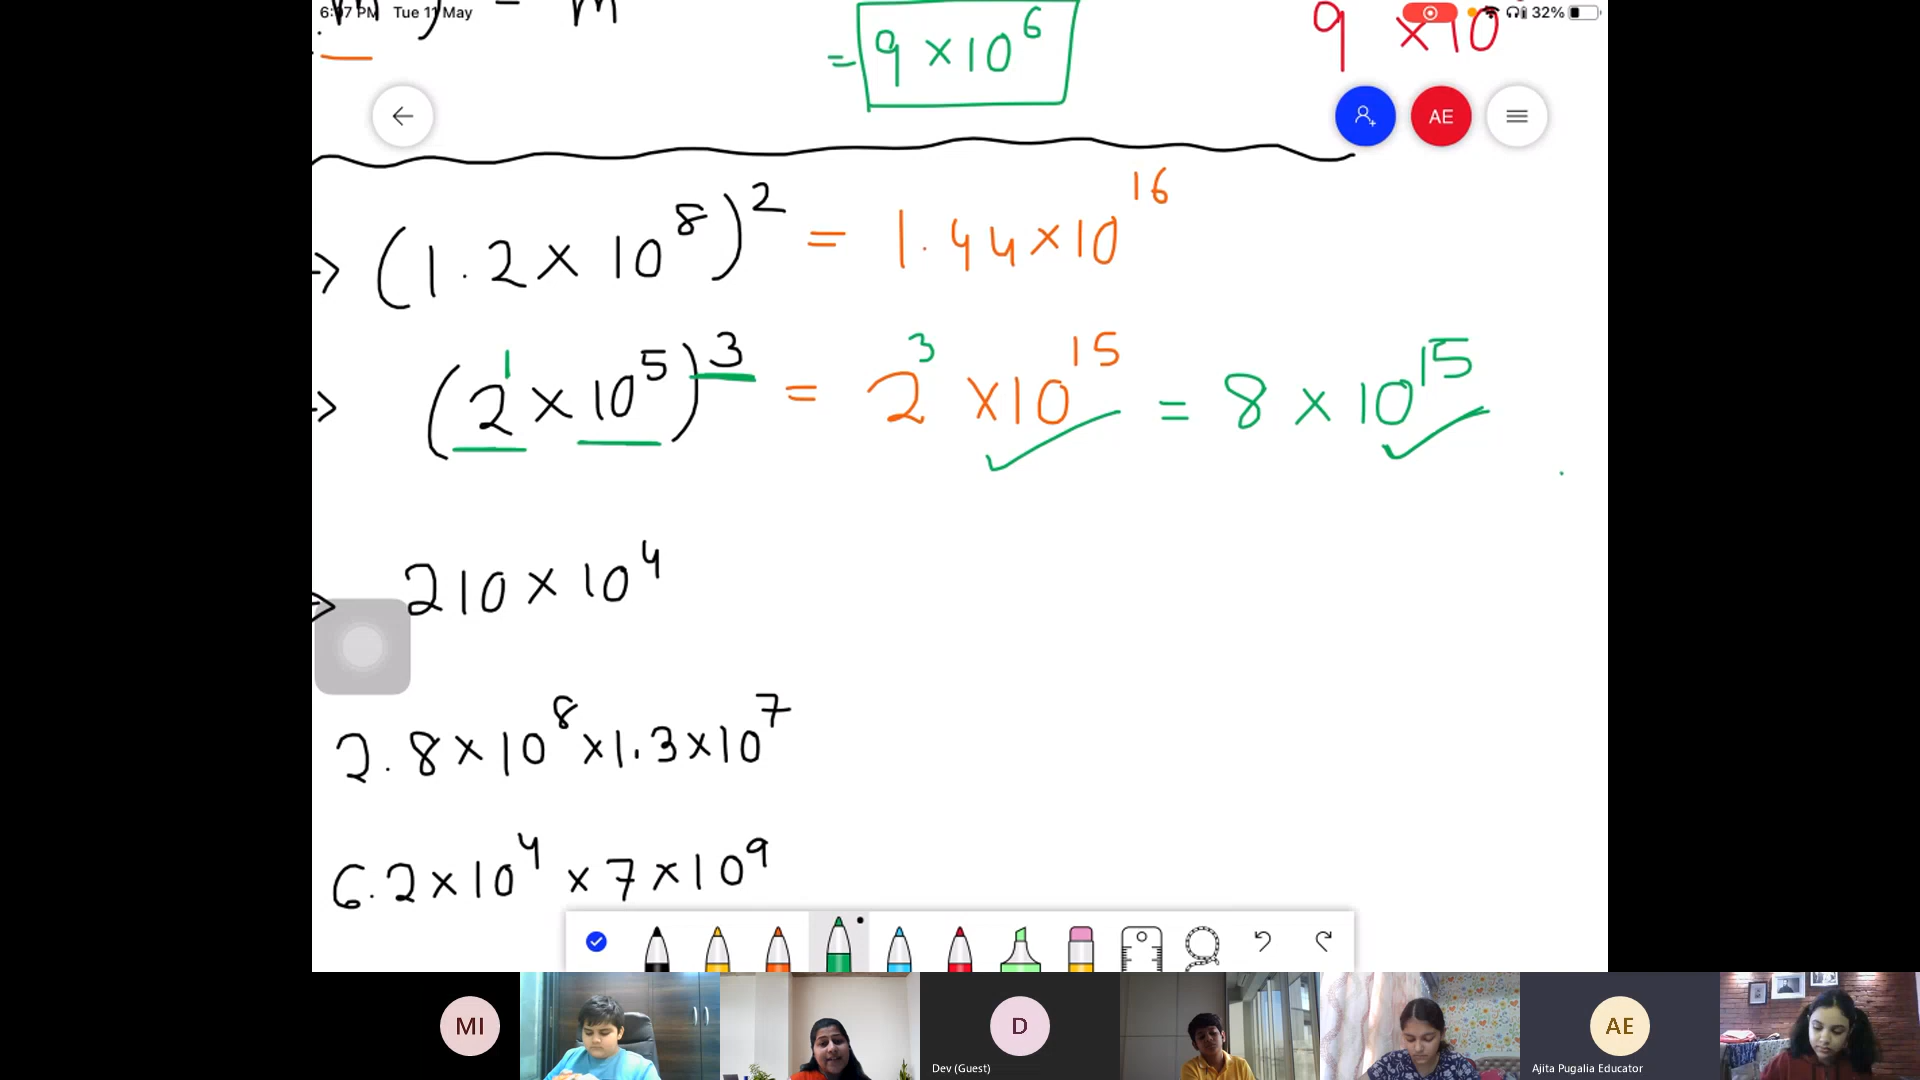 6:07 PM Tue 11 May
32%
= m
= 9 × 10⁶
9 × 10
AE
(1.2 × 10⁸)² = 1.44 × 10¹⁶
(2¹ × 10⁵)³ = 2³ × 10¹⁵ = 8 × 10¹⁵
210 × 10⁴
2.8 × 10⁸ × 1.3 × 10⁷
6.2 × 10⁴ × 7 × 10⁹
MI
D
Dev (Guest)
AE
Ajita Pugalia Educator